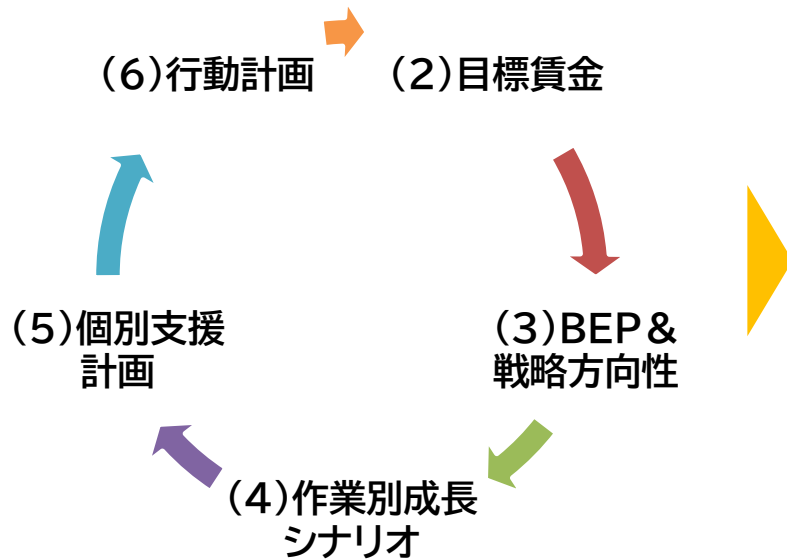 (6)行動計画
(2)目標賃金
(3)BEP&
戦略方向性
(4)作業別成長
シナリオ
(5)個別支援
計画